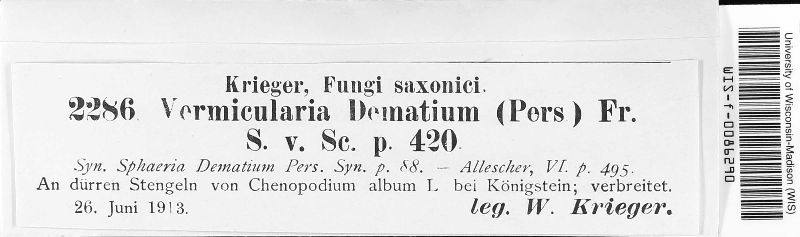 Krieger, Fungi saxonici.
2286. Vermicularia Dematium (Pers) Fr.
S. v. Sc. p. 420.
Syn. Sphaeria Dematium Pers. Syn. p. 88. — Allescher, VI. p. 495.
An dürren Stengeln von Chenopodium album L bei Königstein; verbreitet.
26. Juni 1913.
leg. W. Krieger.
University of Wisconsin-Madison (WIS)
WIS-f-0086290